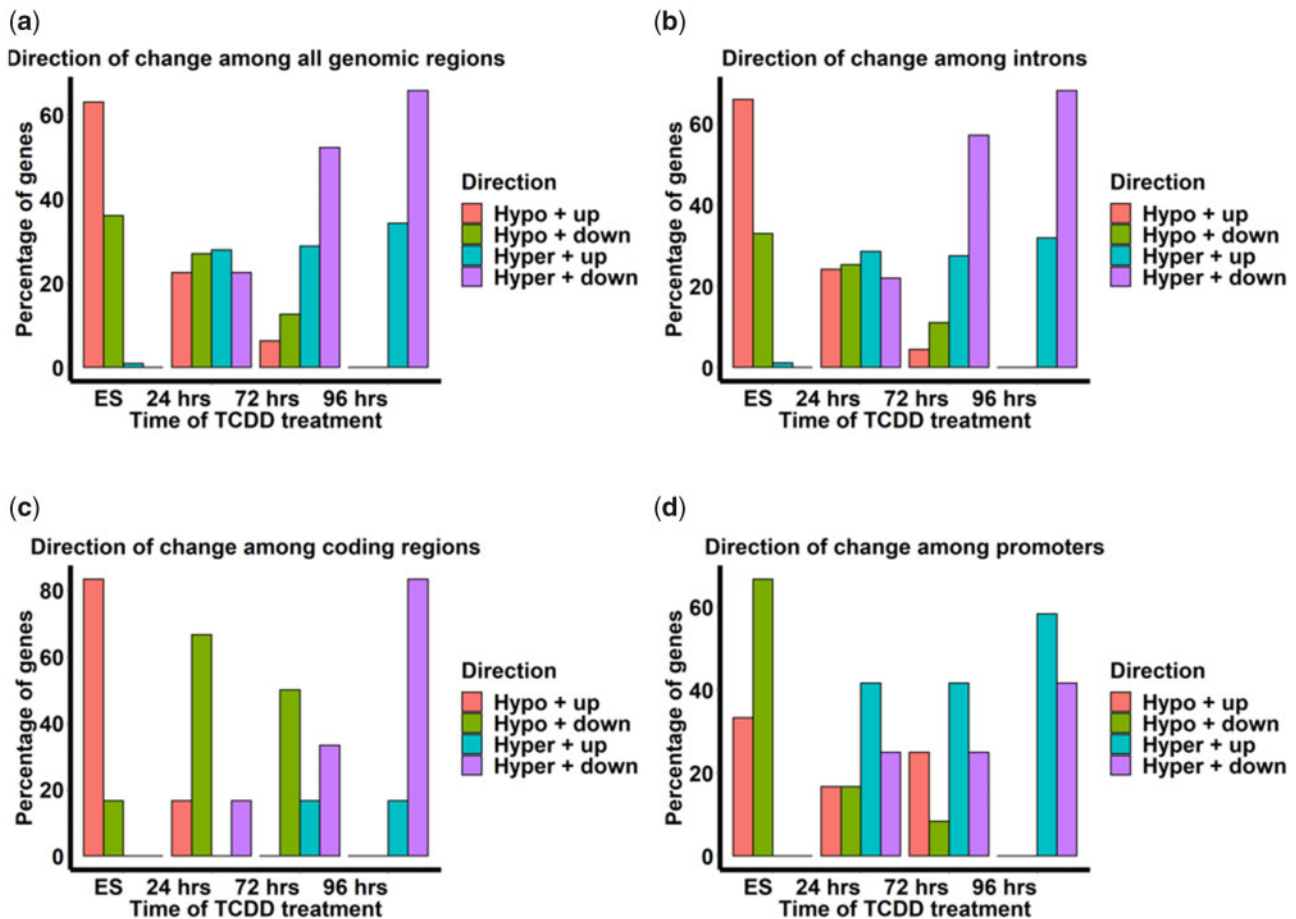 (a)
Direction of change among all genomic regions
Percentage of genes
60
40
20
0
ES 24 hrs 72 hrs 96 hrs
Time of TCDD treatment
Direction
Hypo + up
Hypo + down
Hyper + up
Hyper + down
(b)
Direction of change among introns
Percentage of genes
60
40
20
0
ES 24 hrs 72 hrs 96 hrs
Time of TCDD treatment
Direction
Hypo + up
Hypo + down
Hyper + up
Hyper + down
(c)
Direction of change among coding regions
Percentage of genes
80
60
40
20
0
ES 24 hrs 72 hrs 96 hrs
Time of TCDD treatment
Direction
Hypo + up
Hypo + down
Hyper + up
Hyper + down
(d)
Direction of change among promoters
Percentage of genes
60
40
20
0
ES 24 hrs 72 hrs 96 hrs
Time of TCDD treatment
Direction
Hypo + up
Hypo + down
Hyper + up
Hyper + down